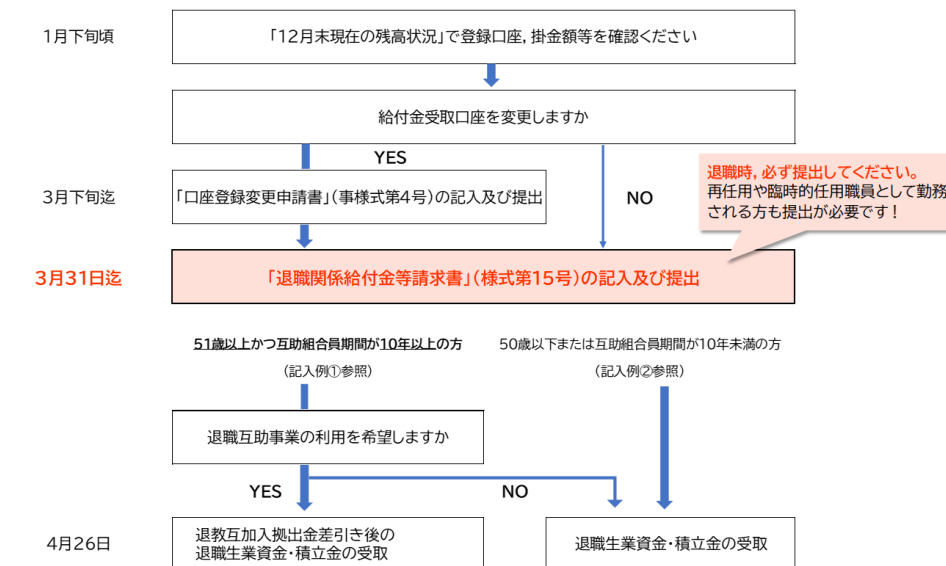 1月下旬頃
「12月末現在の残高状況」で登録口座，掛金額等を確認ください
給付金受取口座を変更しますか
YES
NO
3月下旬迄
「口座登録変更申請書」（事様式第4号）の記入及び提出
退職時，必ず提出してください。
再任用や臨時的任用職員として勤務
される方も提出が必要です！
3月31日迄
「退職関係給付金等請求書」（様式第15号）の記入及び提出
51歳以上かつ互助組合員期間が10年以上の方
（記入例①参照）
50歳以下または互助組合員期間が10年未満の方
（記入例②参照）
退職互助事業の利用を希望しますか
YES
NO
4月26日
退教互加入拠出金差引き後の
退職生業資金・積立金の受取
退職生業資金・積立金の受取